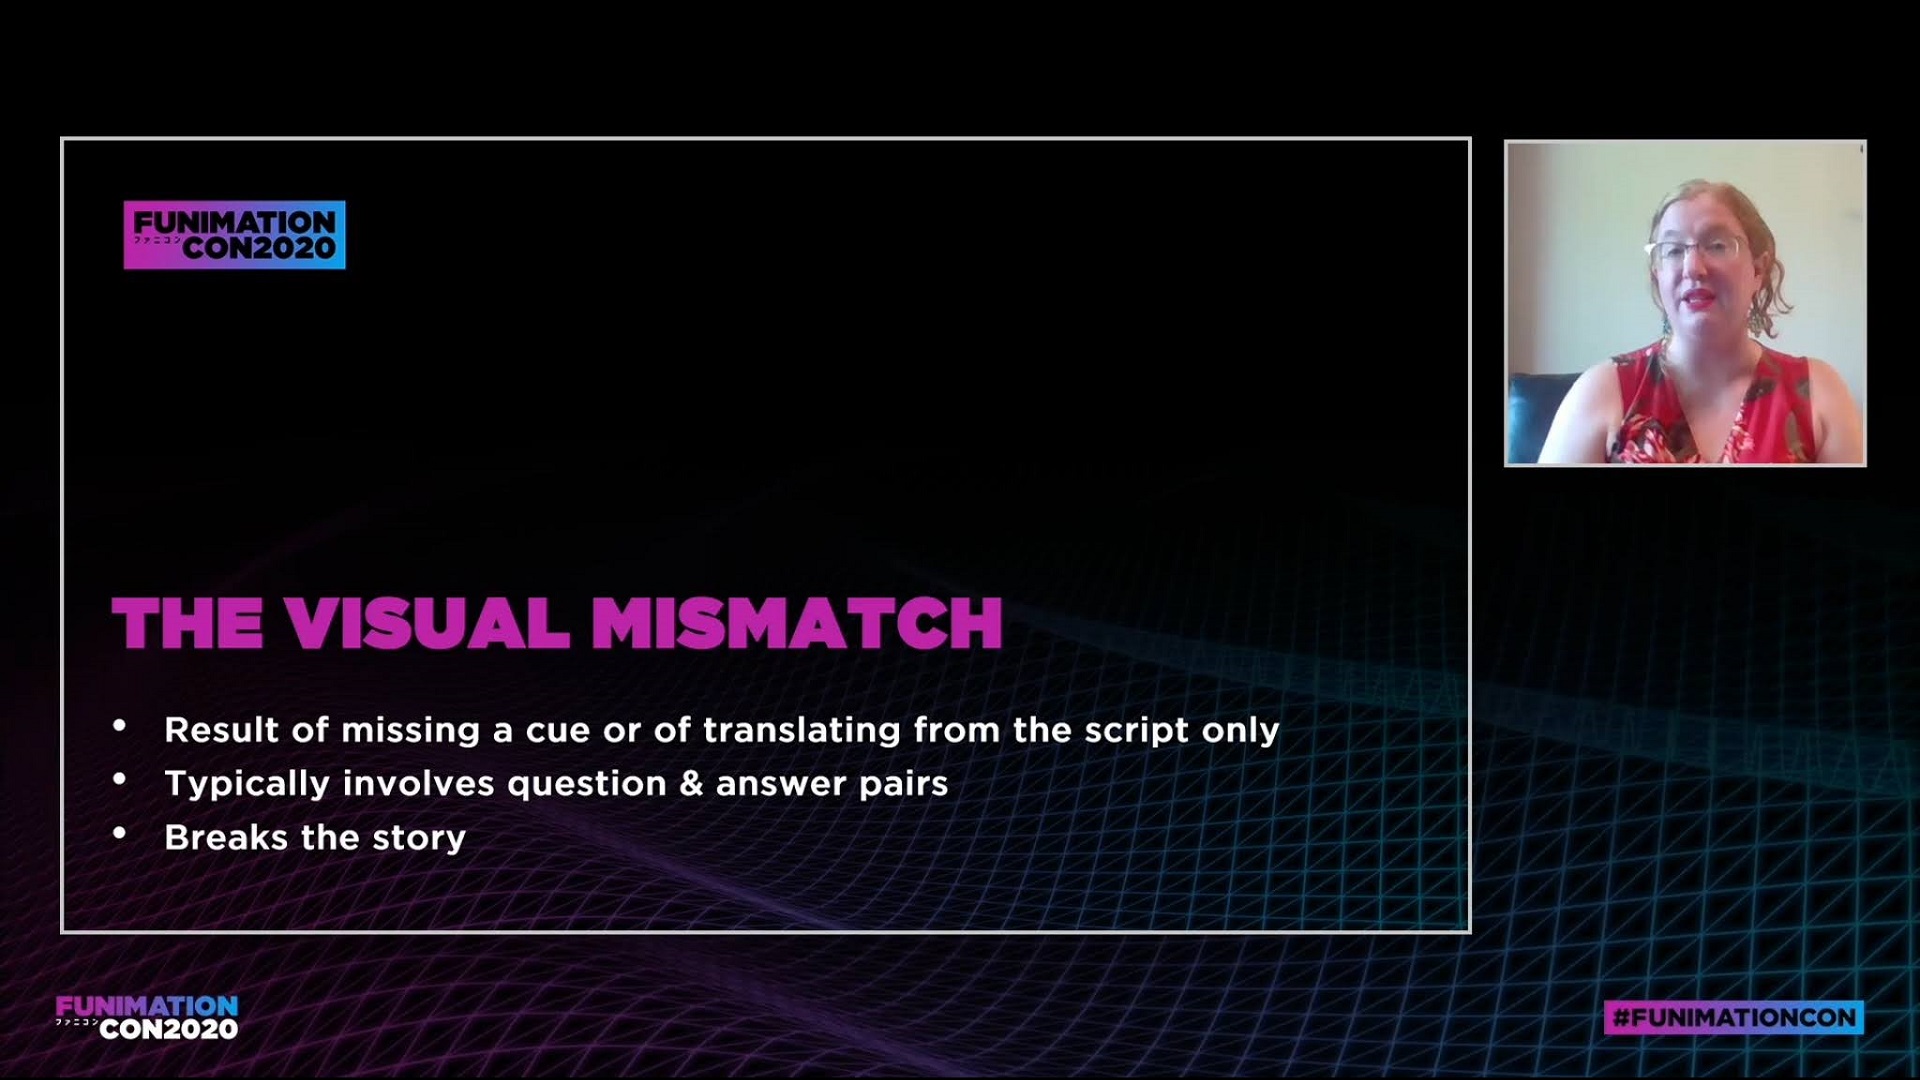 FUNIMATION
ファニコン CON2020
THE VISUAL MISMATCH
• Result of missing a cue or of translating from the script only
• Typically involves question & answer pairs
• Breaks the story
FUNIMATION
ファニコン CON2020
#FUNIMATIONCON